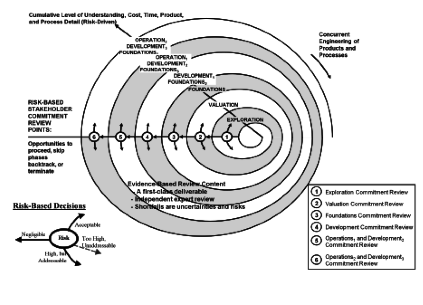 Cumulative Level of Understanding, Cost, Time, Product,
and Process Detail (Risk-Driven)
Concurrent
Engineering of
Products and
Processes
OPERATION,
DEVELOPMENT,
FOUNDATIONS
OPERATION,
DEVELOPMENT,
FOUNDATIONS
DEVELOPMENT,
FOUNDATIONS
FOUNDATIONS
VALUATION
EXPLORATION
RISK-BASED
STAKEHOLDER
COMMITMENT
REVIEW
POINTS:
6 5 4 3 2 1
Opportunities to
proceed, skip
phases
backtrack, or
terminate
Evidence-Based Review Content
- A first-class deliverable
- Independent expert review
- Shortfalls are uncertainties and risks
Risk-Based Decisions
Acceptable
Negligible
Risk
Too High,
Unaddressable
High, but
Addressable
1 Exploration Commitment Review
2 Valuation Commitment Review
3 Foundations Commitment Review
4 Development Commitment Review
5 Operations₁ and Development₂
Commitment Review
6 Operations₂ and Development₃
Commitment Review